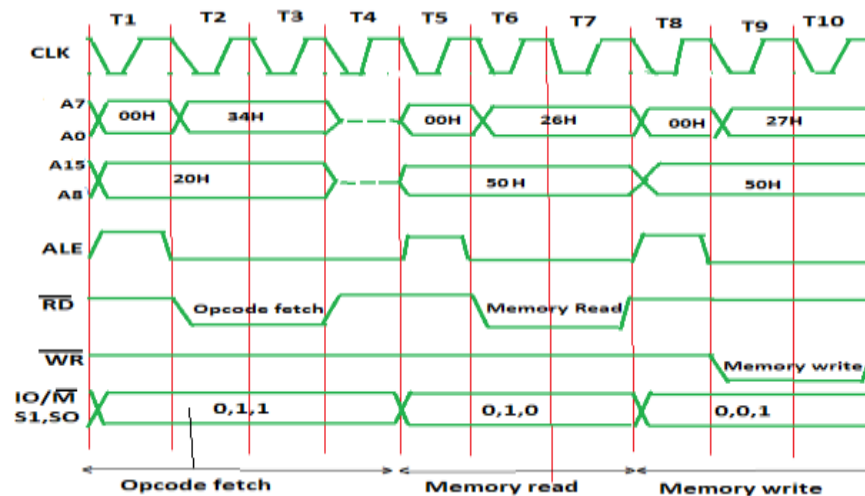 T1 T2 T3 T4 T5 T6 T7 T8 T9 T10
CLK
A7
00H 34H 00H 26H 00H 27H
A0
A15
20H 50H 50H
A8
ALE
RD
Opcode fetch Memory Read
WR
Memory write
IO/M
0,1,1 0,1,0 0,0,1
S1,SO
Opcode fetch Memory read Memory write